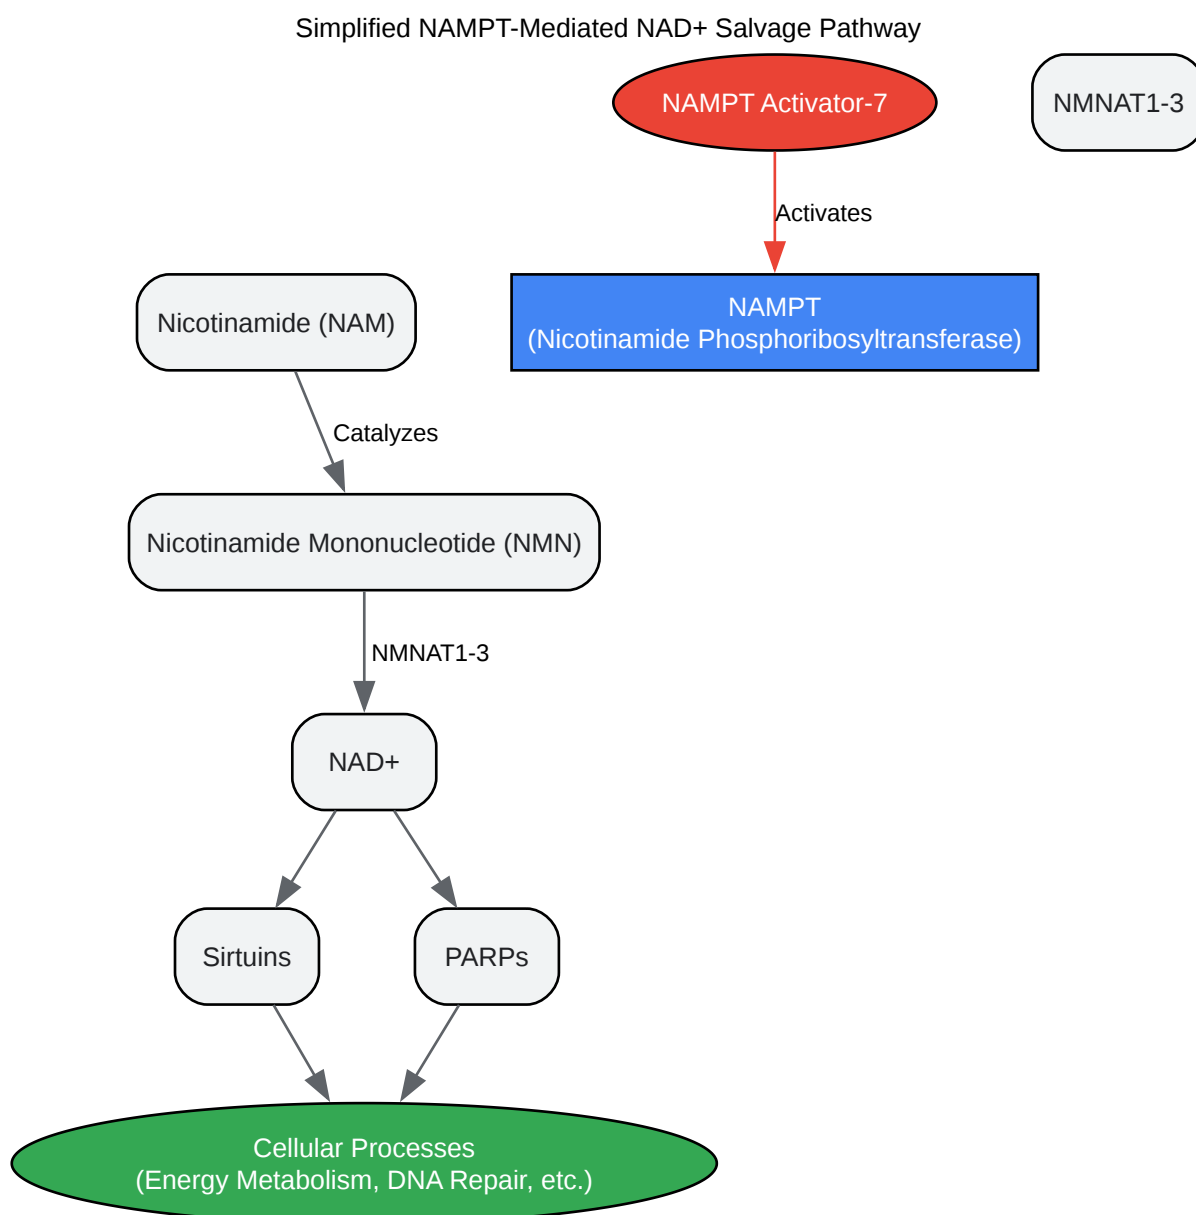 Simplified NAMPT-Mediated NAD+ Salvage Pathway
NAMPT Activator-7
NMNAT1-3
Activates
NAMPT
(Nicotinamide Phosphoribosyltransferase)
Nicotinamide (NAM)
Catalyzes
Nicotinamide Mononucleotide (NMN)
NMNAT1-3
NAD+
Sirtuins
PARPs
Cellular Processes
(Energy Metabolism, DNA Repair, etc.)